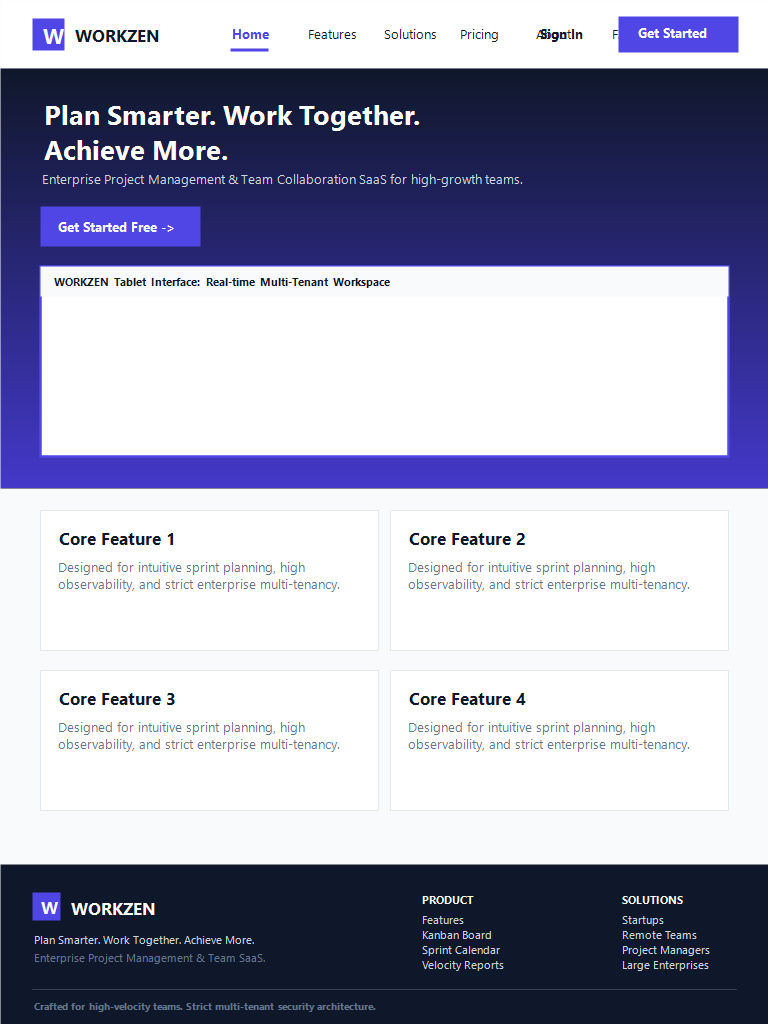 W WORKZEN Home Features Solutions Pricing Sign In Get Started
Plan Smarter. Work Together.
Achieve More.
Enterprise Project Management & Team Collaboration SaaS for high-growth teams.
Get Started Free ->
WORKZEN Tablet Interface: Real-time Multi-Tenant Workspace
Core Feature 1
Designed for intuitive sprint planning, high
observability, and strict enterprise multi-tenancy.
Core Feature 2
Designed for intuitive sprint planning, high
observability, and strict enterprise multi-tenancy.
Core Feature 3
Designed for intuitive sprint planning, high
observability, and strict enterprise multi-tenancy.
Core Feature 4
Designed for intuitive sprint planning, high
observability, and strict enterprise multi-tenancy.
W WORKZEN
Plan Smarter. Work Together. Achieve More.
Enterprise Project Management & Team SaaS.
PRODUCT
Features
Kanban Board
Sprint Calendar
Velocity Reports
SOLUTIONS
Startups
Remote Teams
Project Managers
Large Enterprises
Crafted for high-velocity teams. Strict multi-tenant security architecture.